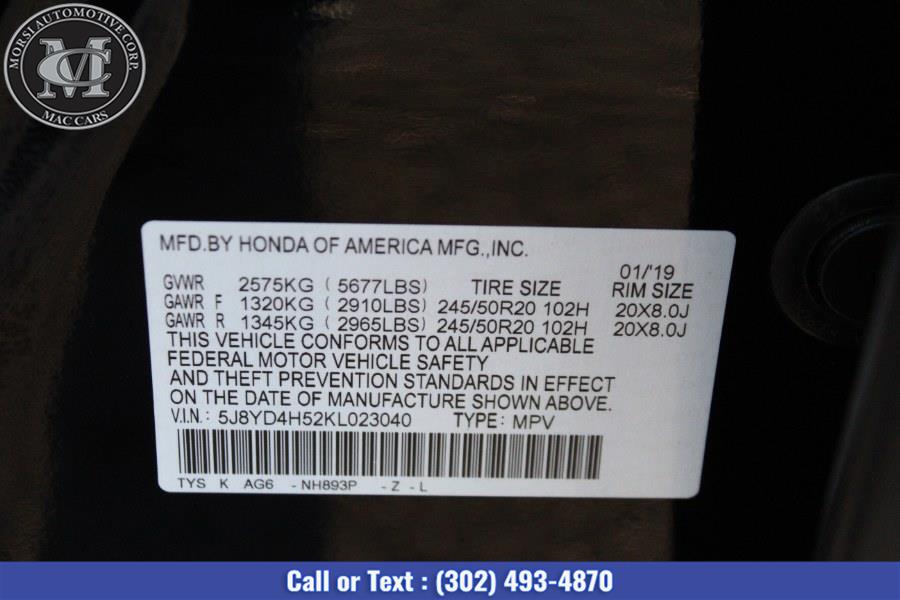 MORSI AUTOMOTIVE CORP.
MC
MAC CARS
MFD.BY HONDA OF AMERICA MFG.,INC.
01/'19
GVWR 2575KG ( 5677LBS) TIRE SIZE RIM SIZE
GAWR F 1320KG ( 2910LBS) 245/50R20 102H 20X8.0J
GAWR R 1345KG ( 2965LBS) 245/50R20 102H 20X8.0J
THIS VEHICLE CONFORMS TO ALL APPLICABLE
FEDERAL MOTOR VEHICLE SAFETY
AND THEFT PREVENTION STANDARDS IN EFFECT
ON THE DATE OF MANUFACTURE SHOWN ABOVE.
V.I.N.: 5J8YD4H52KL023040 TYPE: MPV
TYS K AG6 - NH893P - Z - L
Call or Text : (302) 493-4870